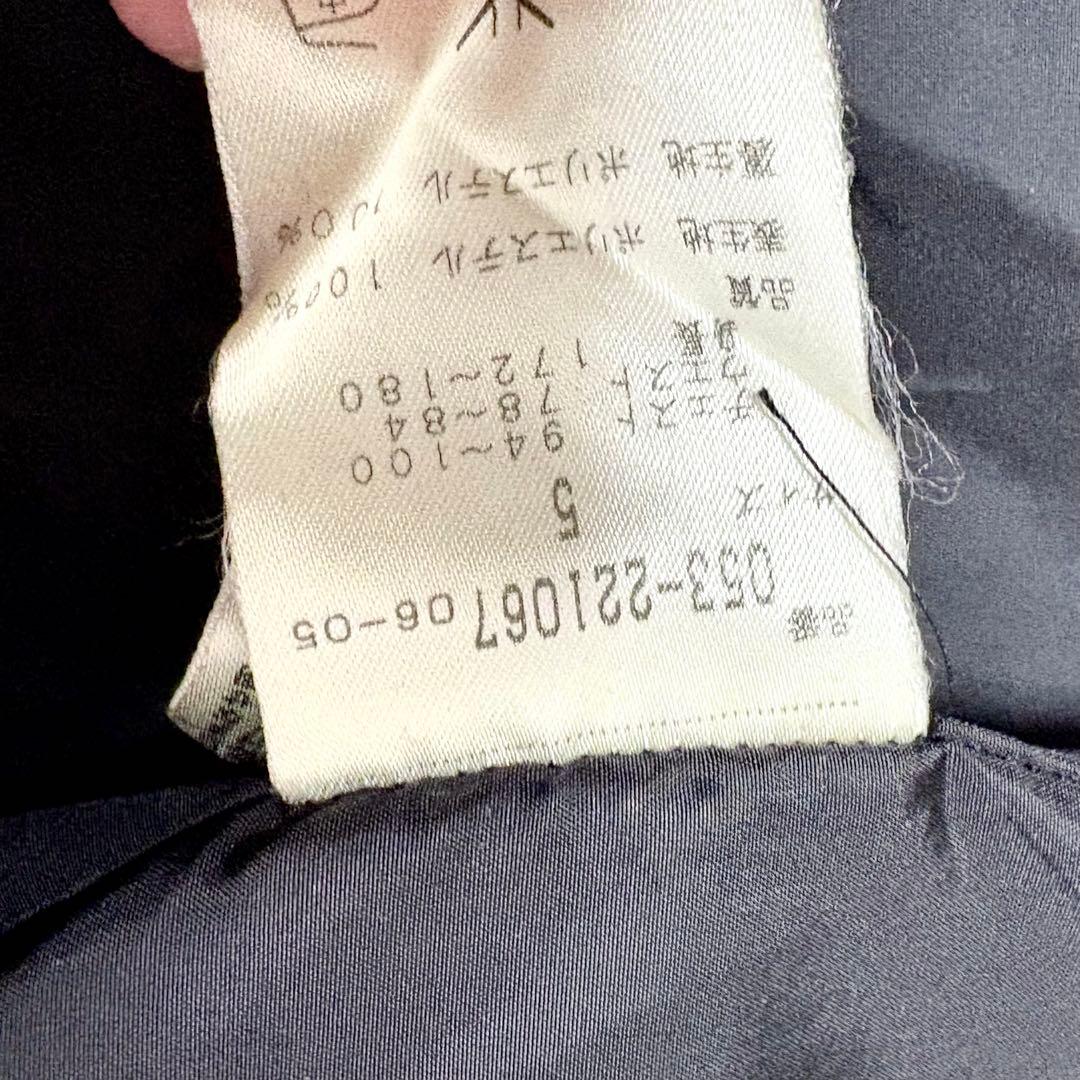 品番 053-221067 06-05
サイズ 5
チェスト 94~100
ウエスト 78~84
身長 172~180
品質
表生地 ポリエステル 100%
裏生地 ポリエステル 100%